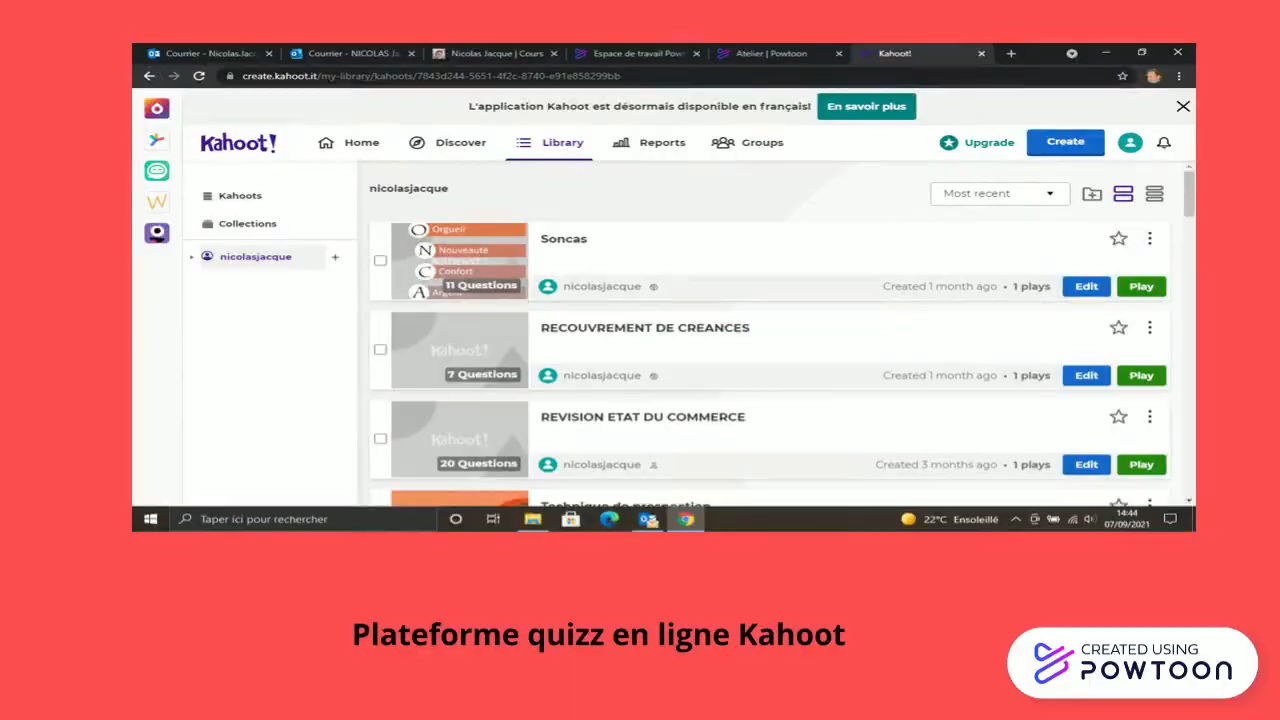 Courrier - Nicolas.Jac
Courrier - NICOLAS J
Nicolas Jacque | Cours
Espace de travail Pow
Atelier | Powtoon
Kahoot!
create.kahoot.it/my-library/kahoots/7843d244-5651-4f2c-8740-e91e858299bb
L'application Kahoot est désormais disponible en français!
En savoir plus
Kahoot!
Home
Discover
Library
Reports
Groups
Upgrade
Create
Kahoots
Collections
nicolasjacque
nicolasjacque
Most recent
O Orgueil
N Nouveauté
C Confort
A
11 Questions
Soncas
nicolasjacque
Created 1 month ago • 1 plays
Edit
Play
Kahoot!
7 Questions
RECOUVREMENT DE CREANCES
nicolasjacque
Created 1 month ago • 1 plays
Edit
Play
Kahoot!
20 Questions
REVISION ETAT DU COMMERCE
nicolasjacque
Created 3 months ago • 1 plays
Edit
Play
Technique de prospection
Taper ici pour rechercher
22°C Ensoleillé
14:44
07/09/2021
Plateforme quizz en ligne Kahoot
CREATED USING
POWTOON